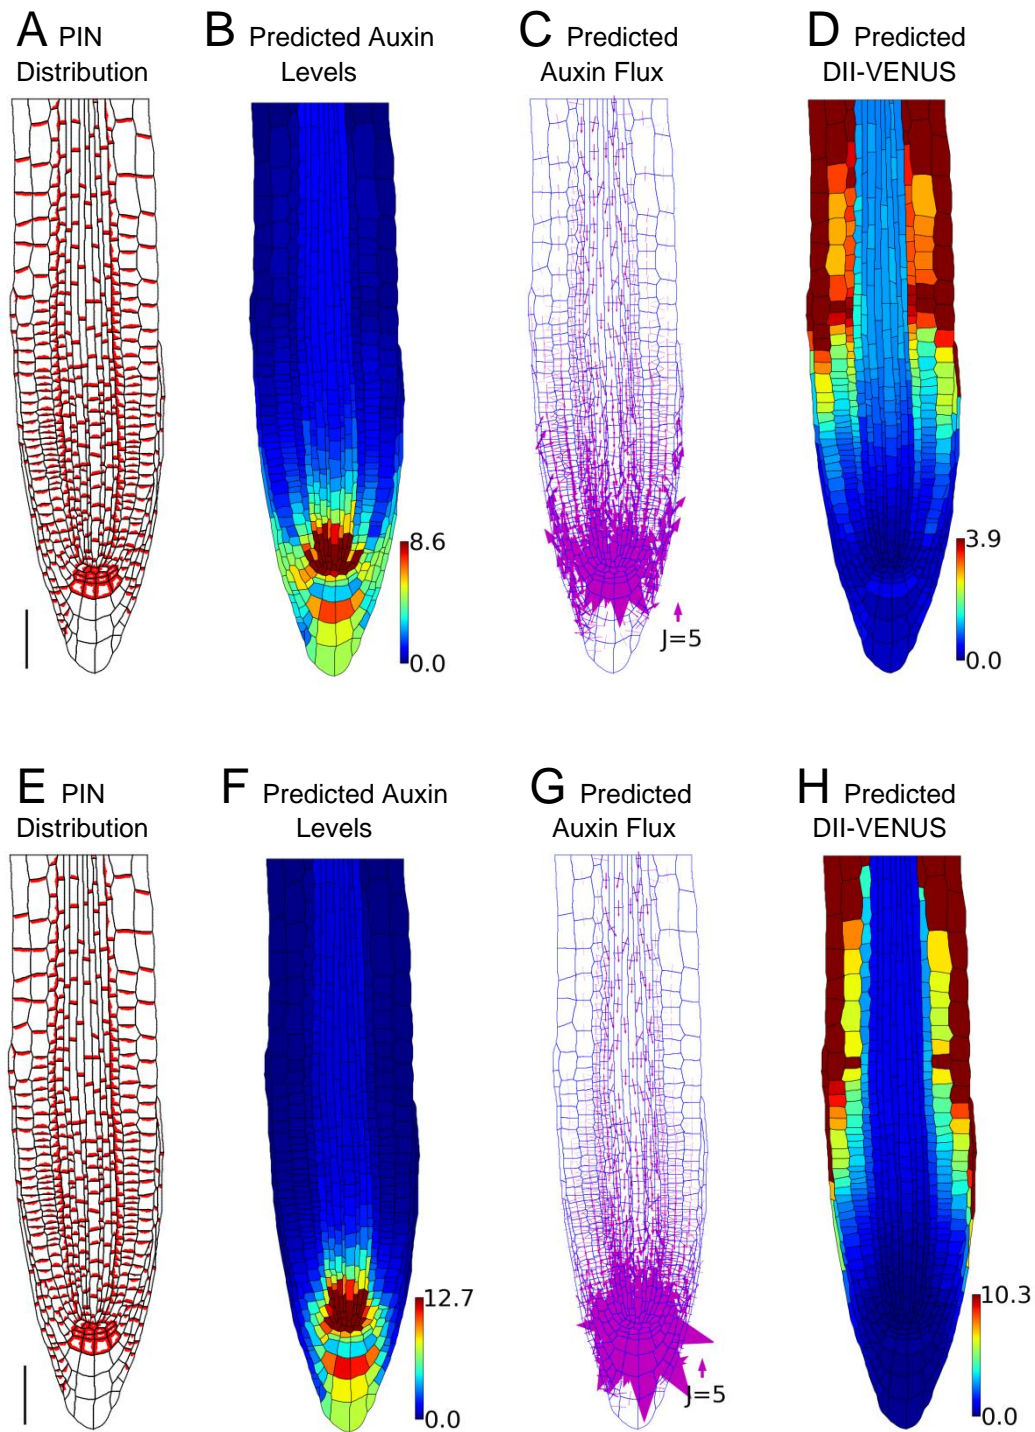 A PIN
Distribution
B Predicted Auxin
Levels
C Predicted
Auxin Flux
D Predicted
DII-VENUS
8.6
0.0
J=5
3.9
0.0
E PIN
Distribution
F Predicted Auxin
Levels
G Predicted
Auxin Flux
H Predicted
DII-VENUS
12.7
0.0
J=5
10.3
0.0